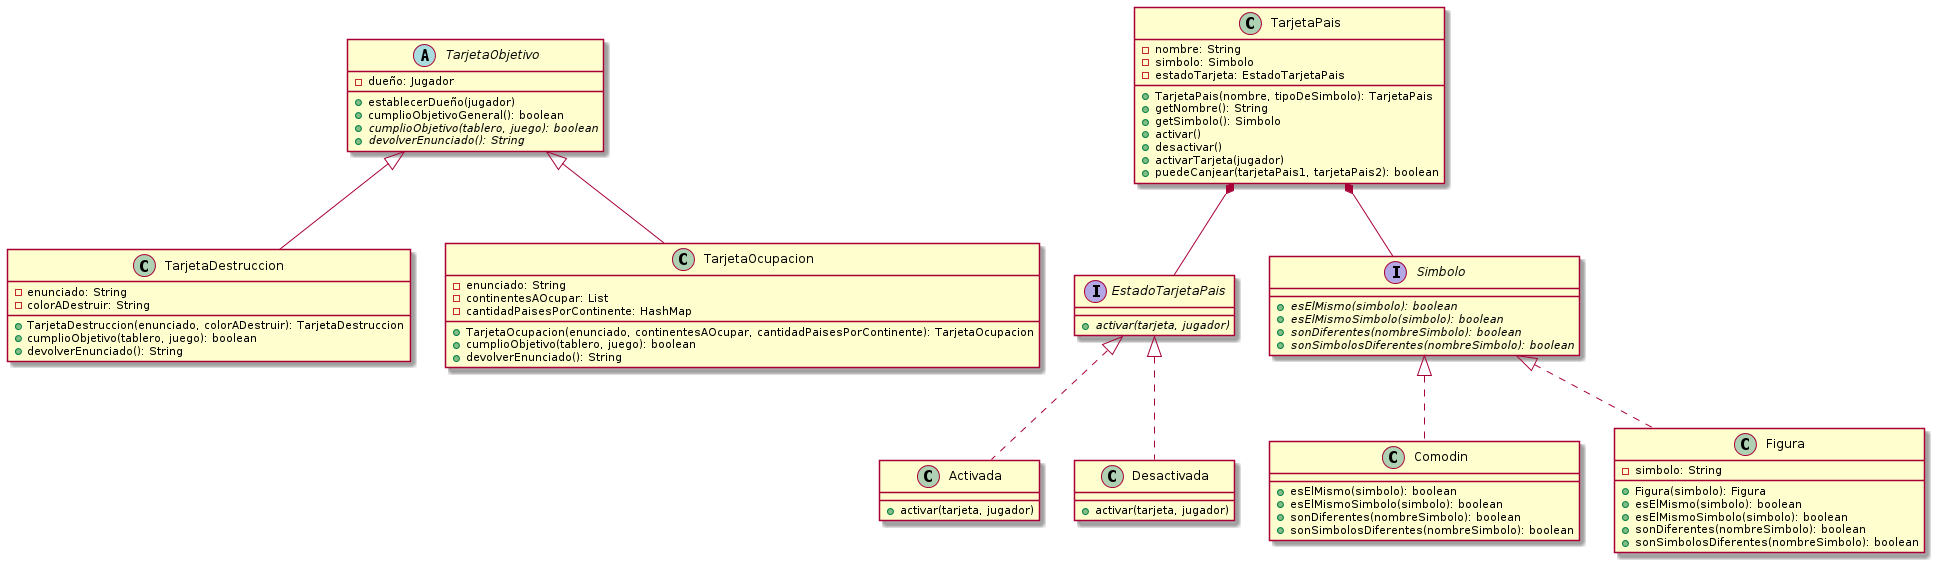 A TarjetaObjetivo
dueño: Jugador
establecerDueño(jugador)
cumplioObjetivoGeneral(): boolean
cumplioObjetivo(tablero, juego): boolean
devolverEnunciado(): String
C TarjetaPais
nombre: String
simbolo: Simbolo
estadoTarjeta: EstadoTarjetaPais
TarjetaPais(nombre, tipoDeSimbolo): TarjetaPais
getNombre(): String
getSimbolo(): Simbolo
activar()
desactivar()
activarTarjeta(jugador)
puedeCanjear(tarjetaPais1, tarjetaPais2): boolean
C TarjetaDestruccion
enunciado: String
colorADestruir: String
TarjetaDestruccion(enunciado, colorADestruir): TarjetaDestruccion
cumplioObjetivo(tablero, juego): boolean
devolverEnunciado(): String
C TarjetaOcupacion
enunciado: String
continentesAOcupar: List
cantidadPaisesPorContinente: HashMap
TarjetaOcupacion(enunciado, continentesAOcupar, cantidadPaisesPorContinente): TarjetaOcupacion
cumplioObjetivo(tablero, juego): boolean
devolverEnunciado(): String
I EstadoTarjetaPais
activar(tarjeta, jugador)
I Simbolo
esElMismo(simbolo): boolean
esElMismoSimbolo(simbolo): boolean
sonDiferentes(nombreSimbolo): boolean
sonSimbolosDiferentes(nombreSimbolo): boolean
C Activada
activar(tarjeta, jugador)
C Desactivada
activar(tarjeta, jugador)
C Comodin
esElMismo(simbolo): boolean
esElMismoSimbolo(simbolo): boolean
sonDiferentes(nombreSimbolo): boolean
sonSimbolosDiferentes(nombreSimbolo): boolean
C Figura
simbolo: String
Figura(simbolo): Figura
esElMismo(simbolo): boolean
esElMismoSimbolo(simbolo): boolean
sonDiferentes(nombreSimbolo): boolean
sonSimbolosDiferentes(nombreSimbolo): boolean